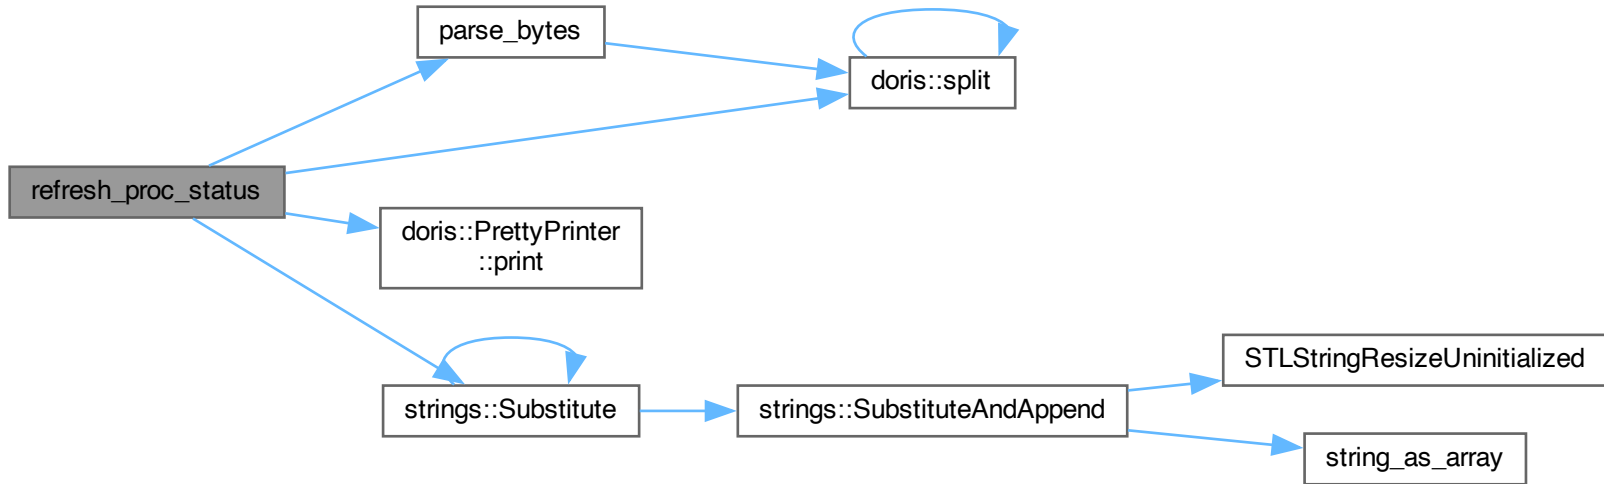 parse_bytes
doris::split
refresh_proc_status
doris::PrettyPrinter
::print
STLStringResizeUninitialized
strings::Substitute
strings::SubstituteAndAppend
string_as_array